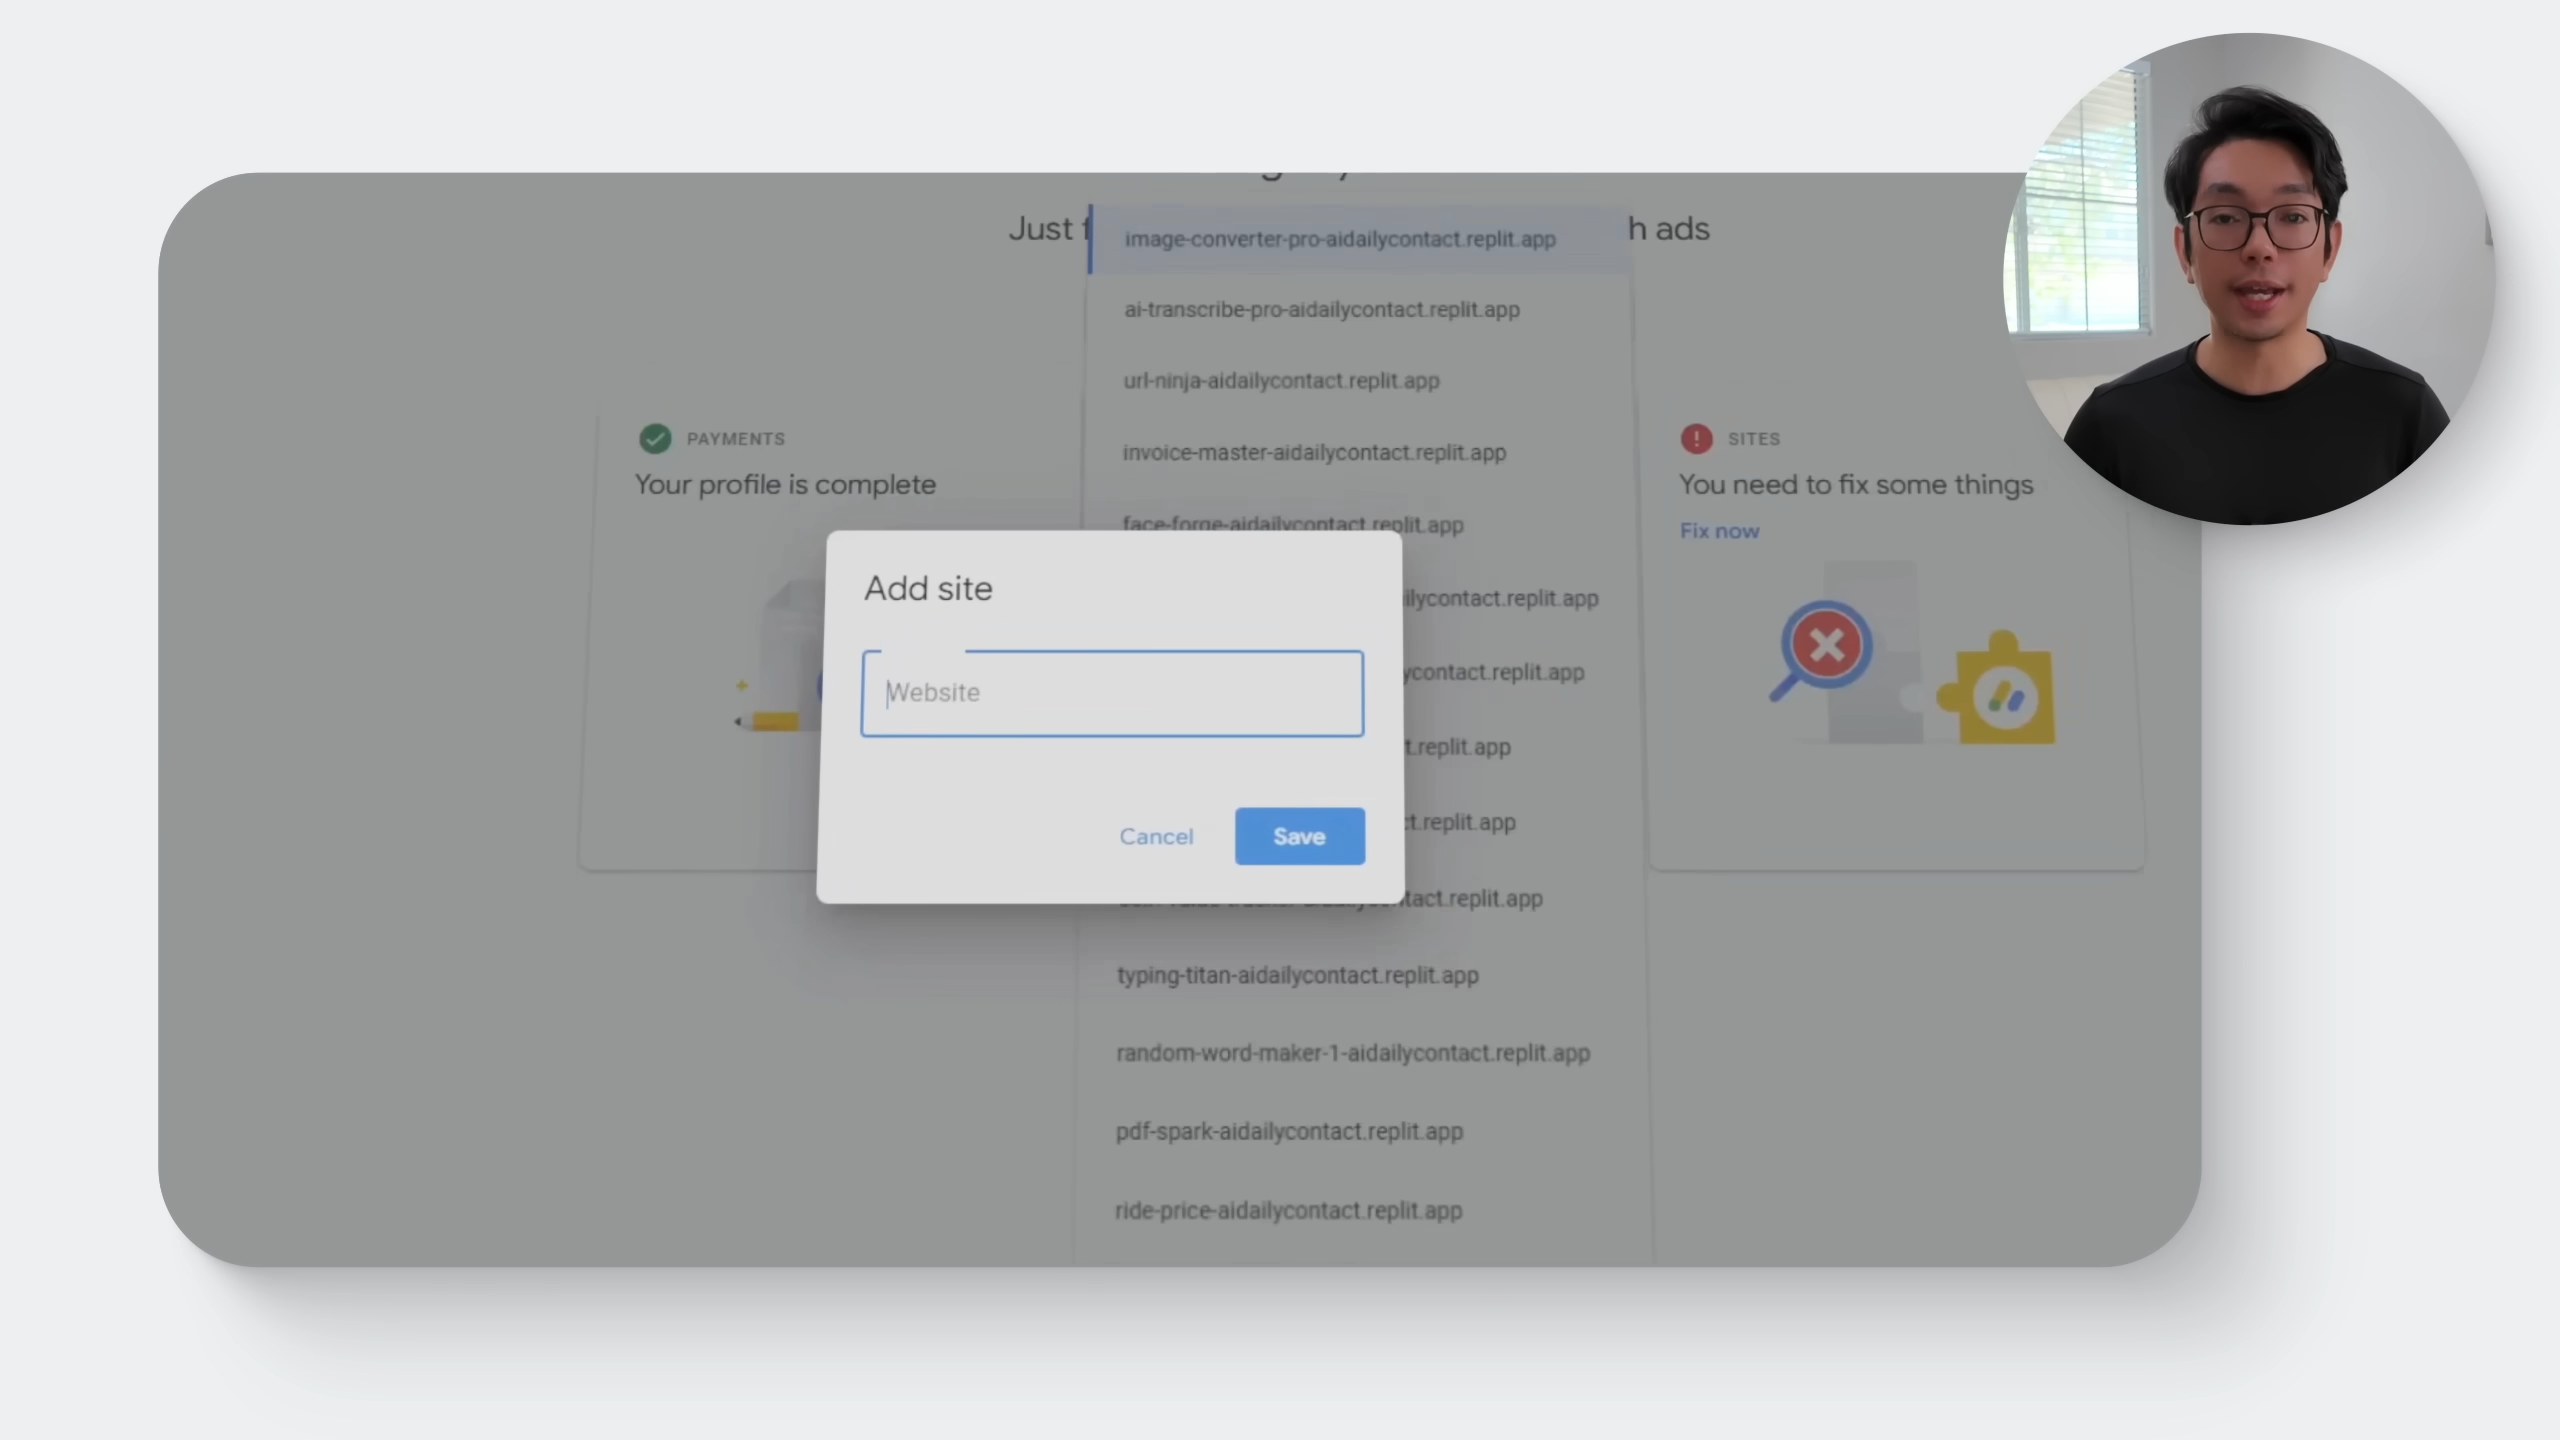 Just
h ads
image-converter-pro-aidailycontact.replit.app
ai-transcribe-pro-aidailycontact.replit.app
url-ninja-aidailycontact.replit.app
invoice-master-aidailycontact.replit.app
face-forge-aidailycontact.replit.app
PAYMENTS
Your profile is complete
SITES
You need to fix some things
Fix now
Add site
Website
Cancel
Save
ilycontact.replit.app
ycontact.replit.app
t.replit.app
ct.replit.app
tact.replit.app
typing-titan-aidailycontact.replit.app
random-word-maker-1-aidailycontact.replit.app
pdf-spark-aidailycontact.replit.app
ride-price-aidailycontact.replit.app